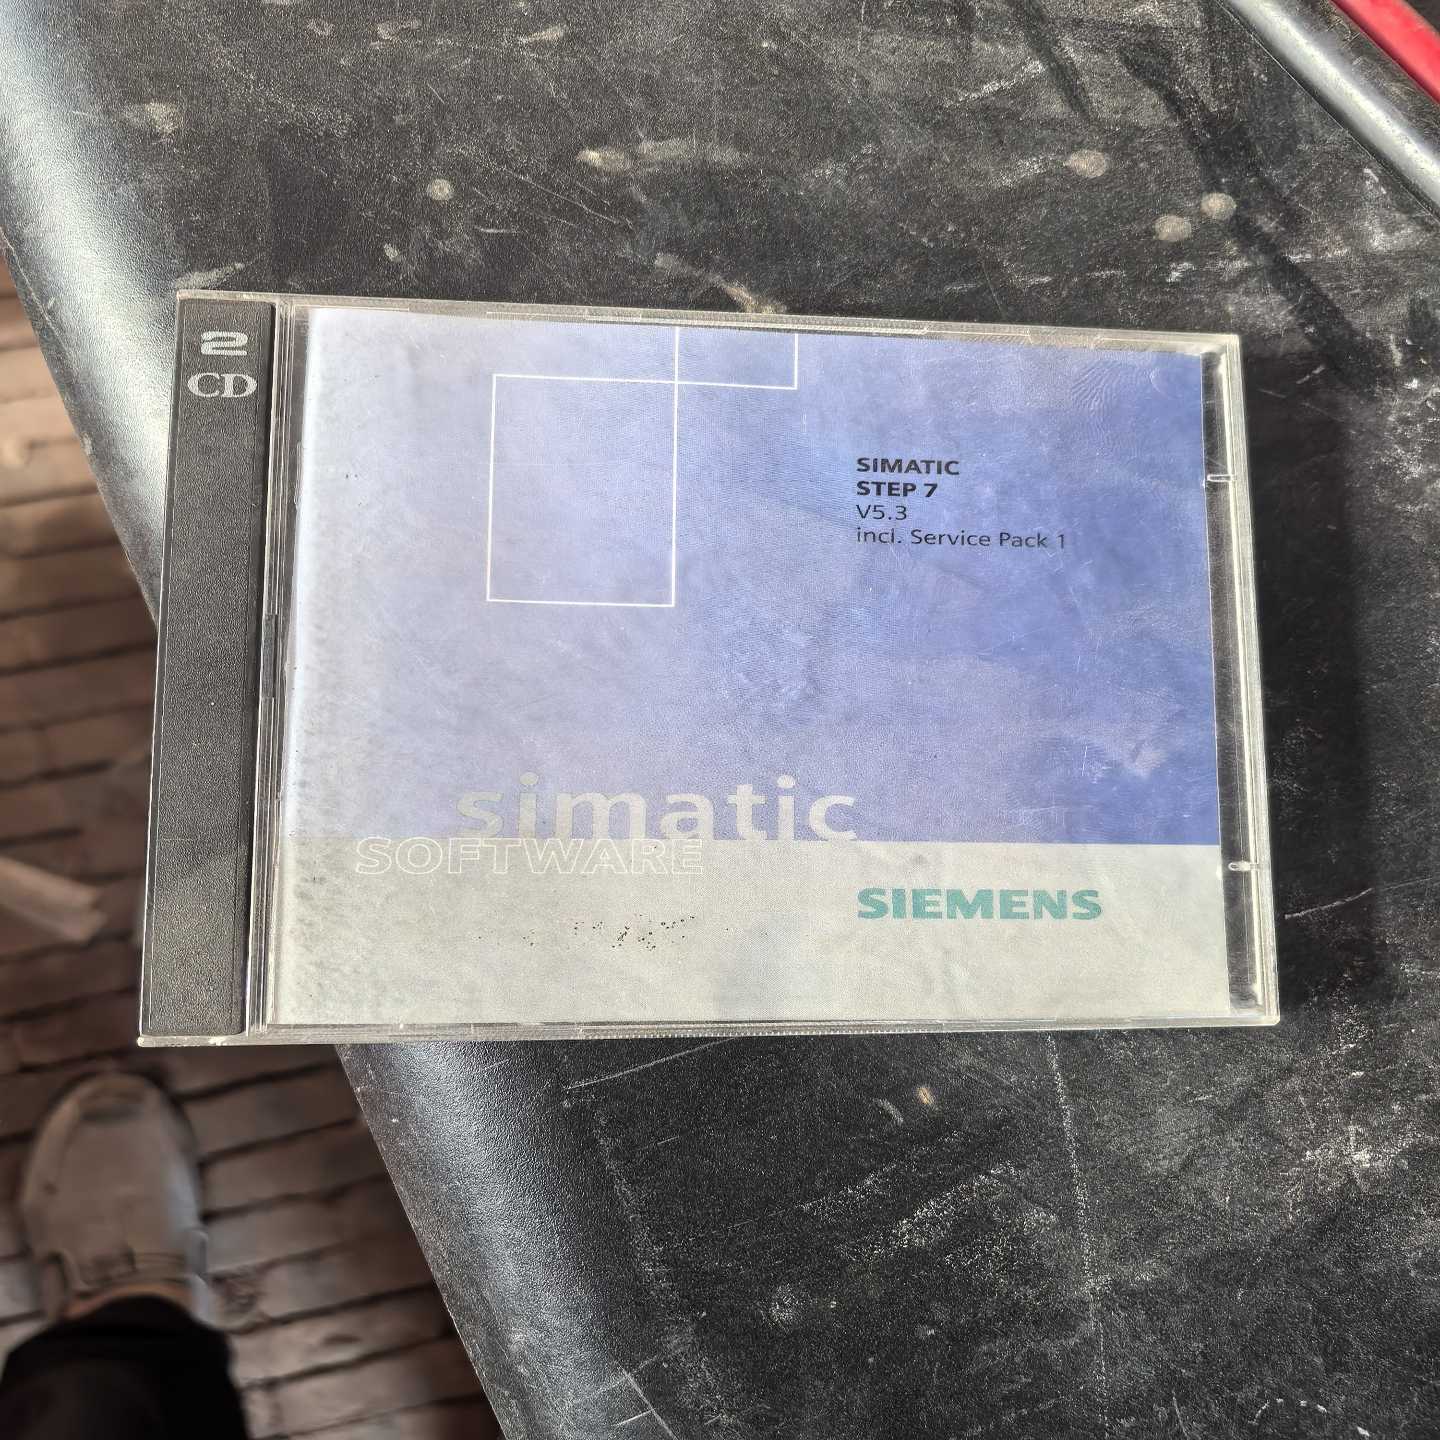 2
CD
SIMATIC
STEP 7
V5.3
incl. Service Pack 1
simatic
SOFTWARE
SIEMENS